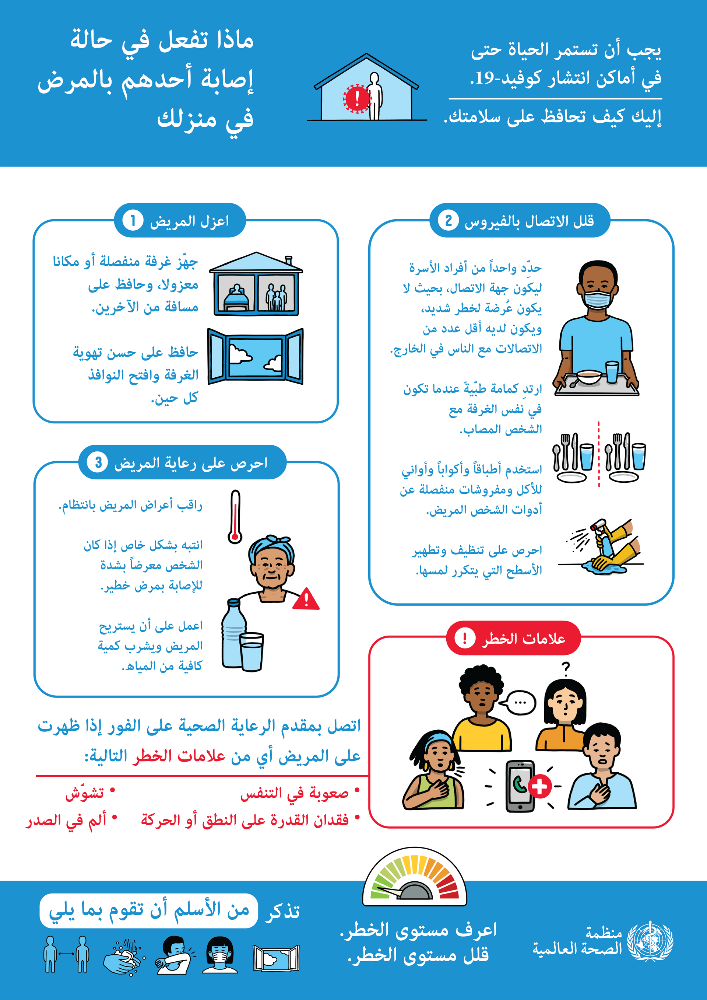 يجب أن تستمر الحياة حتى
في أماكن انتشار كوفيد-19.
إليك كيف تحافظ على سلامتك.
ماذا تفعل في حالة
إصابة أحدهم بالمرض
في منزلك
اعزل المريض 1
جهّز غرفة منفصلة أو مكانا
معزولا، وحافظ على
مسافة من الآخرين.
حافظ على حسن تهوية
الغرفة وافتح النوافذ
كل حين.
قلل الاتصال بالفيروس 2
حدِّد واحداً من أفراد الأسرة
ليكون جهة الاتصال، بحيث لا
يكون عُرضة لخطر شديد،
ويكون لديه أقل عدد من
الاتصالات مع الناس في الخارج.
ارتدِ كمامة طبّيةٌ عندما تكون
في نفس الغرفة مع
الشخص المصاب.
استخدم أطباقاً وأكواباً وأواني
للأكل ومفروشات منفصلة عن
أدوات الشخص المريض.
احرص على تنظيف وتطهير
الأسطح التي يتكرر لمسها.
احرص على رعاية المريض 3
راقب أعراض المريض بانتظام.
انتبه بشكل خاص إذا كان
الشخص معرضاً بشدة
للإصابة بمرض خطير.
اعمل على أن يستريح
المريض ويشرب كمية
كافية من المياه.
علامات الخطر !
?
...
اتصل بمقدم الرعاية الصحية على الفور إذا ظهرت
على المريض أي من علامات الخطر التالية:
• صعوبة في التنفس
• تشوّش
• فقدان القدرة على النطق أو الحركة
• ألم في الصدر
منظمة
الصحة العالمية
اعرف مستوى الخطر.
قلل مستوى الخطر.
تذكر من الأسلم أن تقوم بما يلي